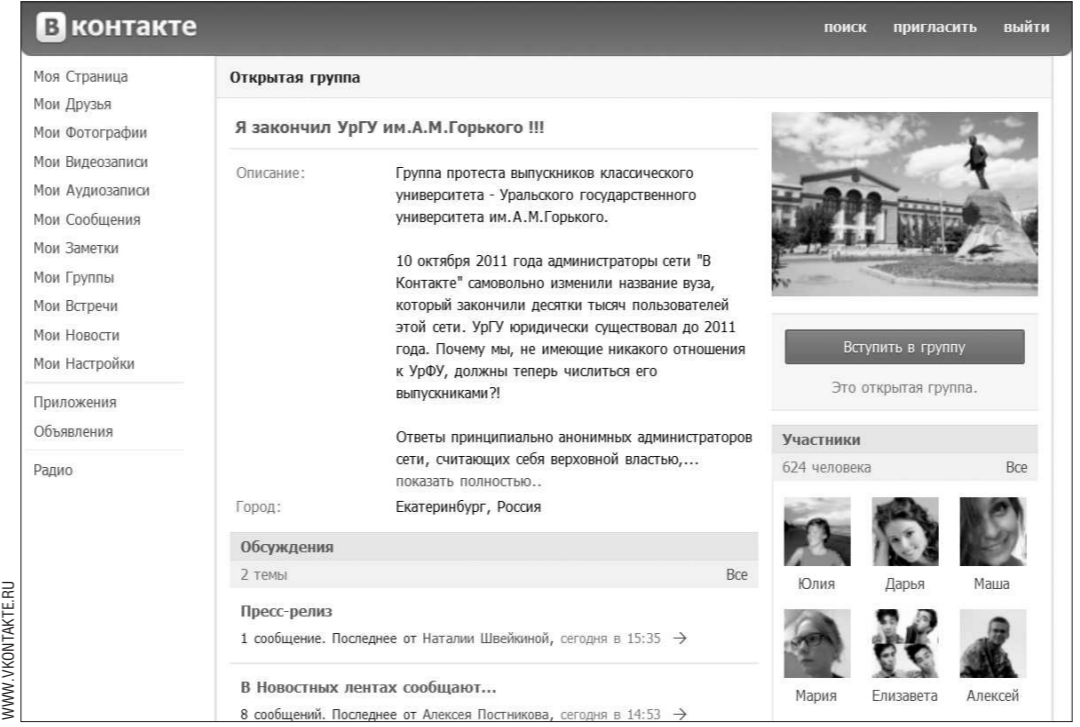 В контакте
поиск пригласить выйти
Моя Страница
Мои Друзья
Мои Фотографии
Мои Видеозаписи
Мои Аудиозаписи
Мои Сообщения
Мои Заметки
Мои Группы
Мои Встречи
Мои Новости
Мои Настройки
Приложения
Объявления
Радио
Открытая группа
Я закончил УрГУ им.А.М.Горького !!!
Описание:
Группа протеста выпускников классического
университета - Уральского государственного
университета им.А.М.Горького.
10 октября 2011 года администраторы сети "В
Контакте" самовольно изменили название вуза,
который закончили десятки тысяч пользователей
этой сети. УрГУ юридически существовал до 2011
года. Почему мы, не имеющие никакого отношения
к УрФУ, должны теперь числиться его
выпускниками?!
Ответы принципиально анонимных администраторов
сети, считающих себя верховной властью,...
показать полностью..
Город: Екатеринбург, Россия
Обсуждения
2 темы Все
Пресс-релиз
1 сообщение. Последнее от Наталии Швейкиной, сегодня в 15:35 →
В Новостных лентах сообщают...
8 сообщений. Последнее от Алексея Постникова, сегодня в 14:53 →
Вступить в группу
Это открытая группа.
Участники
624 человека Все
Юлия Дарья Маша
Мария Елизавета Алексей
WWW.VKONTAKTE.RU